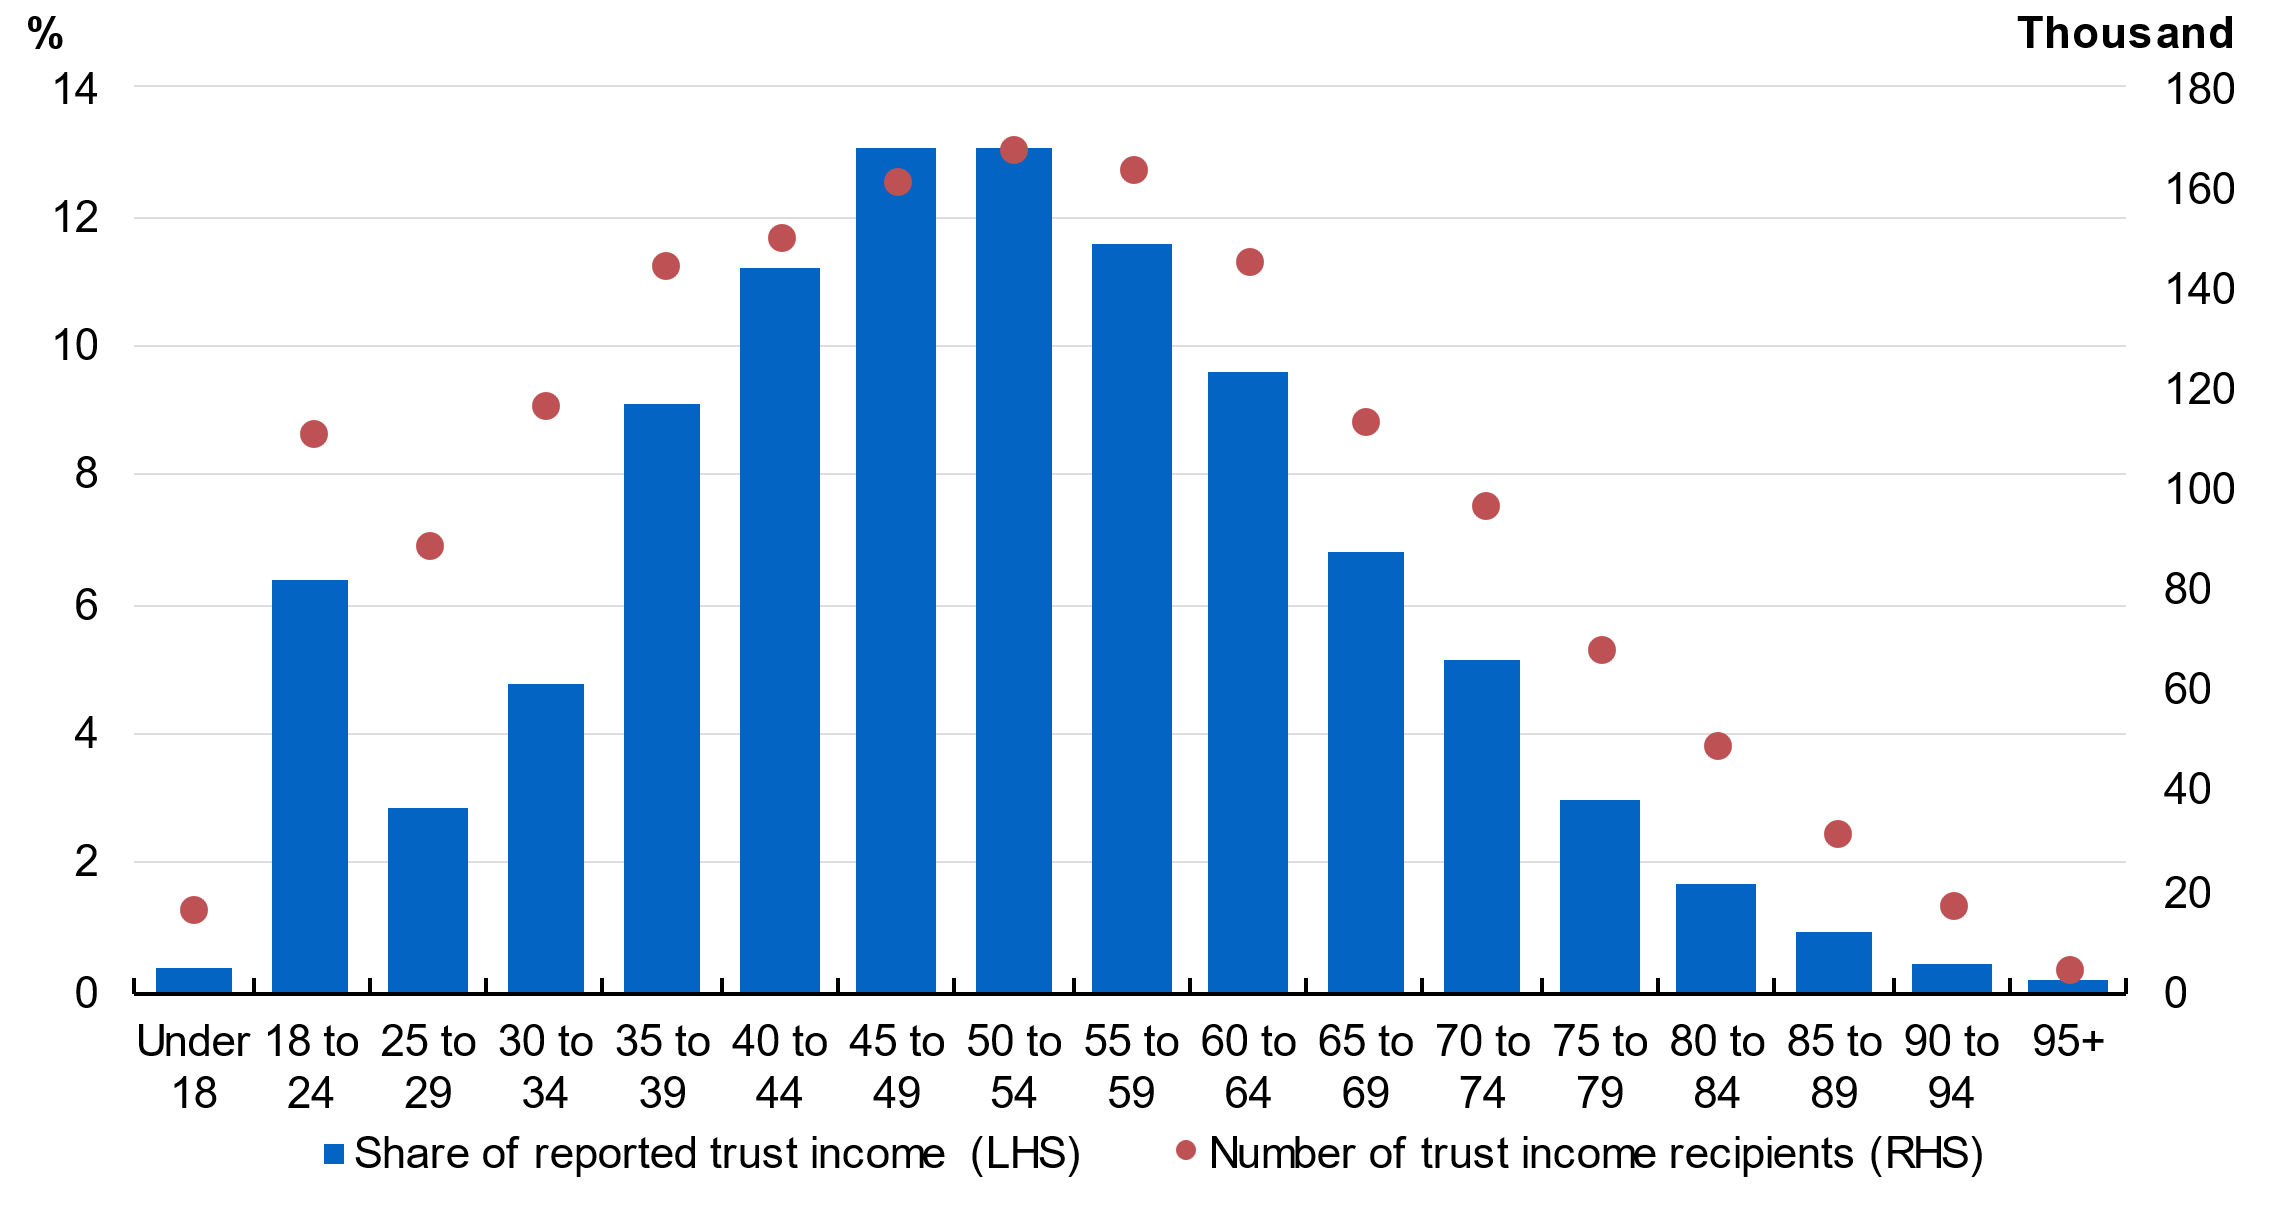 % Thousand
14 180
12 160
10 140
8 120
6 100
4 80
2 60
0 40
20
0
Under 18 to 25 to 30 to 35 to 40 to 45 to 50 to 55 to 60 to 65 to 70 to 75 to 80 to 85 to 90 to 95+
18 24 29 34 39 44 49 54 59 64 69 74 79 84 89 94
Share of reported trust income (LHS) Number of trust income recipients (RHS)